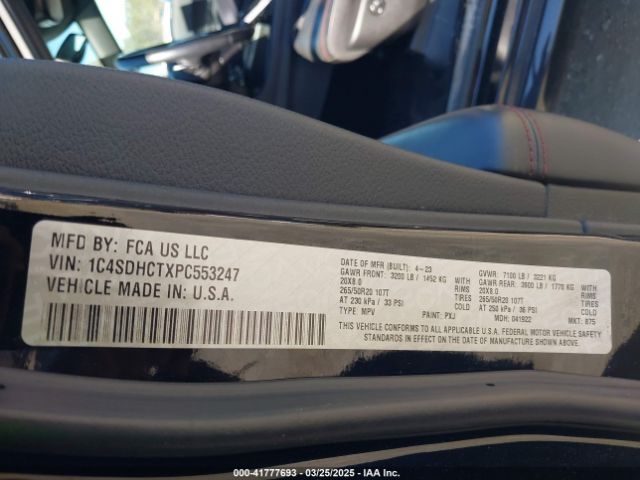 MFD BY: FCA US LLC
VIN: 1C4SDHCTXPC553247
VEHICLE MADE IN: U.S.A.
DATE OF MFR (BUILT): 4-23
GAWR FRONT: 3200 LB / 1452 KG WITH
20X8.0 RIMS
265/50R20 107T TIRES
AT 230 kPa / 33 PSI COLD
TYPE: MPV
PAINT: PXJ
GVWR: 7100 LB / 3221 KG
GAWR REAR: 3900 LB / 1770 KG WITH
20X8.0 RIMS
265/50R20 107T TIRES
AT 250 kPa / 36 PSI COLD
MDH: 041922
MKT: 875
THIS VEHICLE CONFORMS TO ALL APPLICABLE U.S.A. FEDERAL MOTOR VEHICLE SAFETY
STANDARDS IN EFFECT ON THE DATE OF MANUFACTURE SHOWN ABOVE.
000-41777693 - 03/25/2025 - IAAI.COM